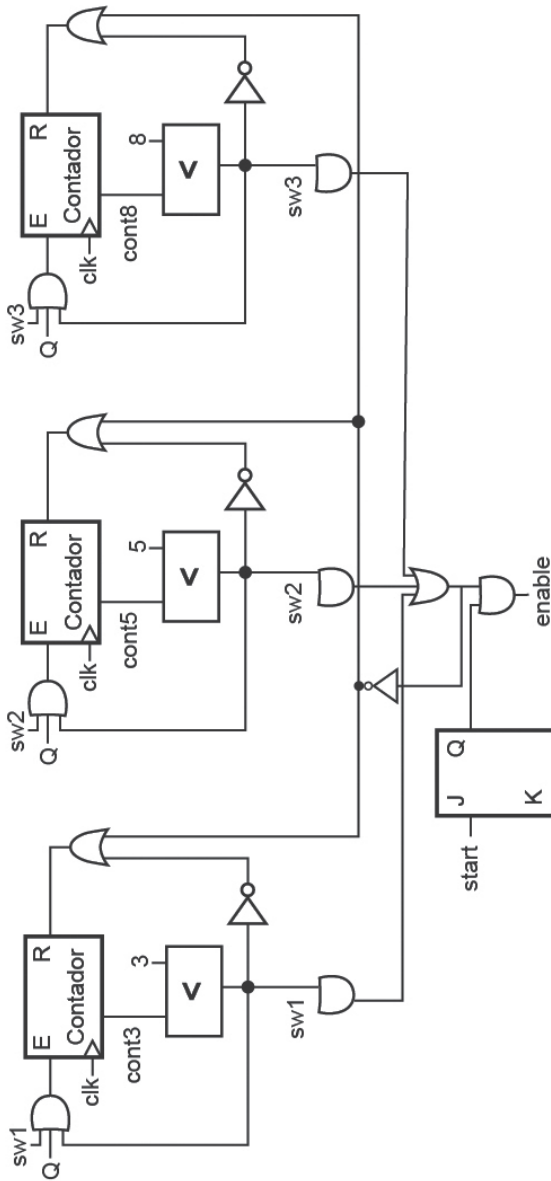 sw1
Q
E
R
Contador
clk
cont3
3
<
sw1
sw2
Q
E
R
Contador
clk
cont5
5
<
sw2
sw3
Q
E
R
Contador
clk
cont8
8
<
sw3
start
J
Q
K
enable